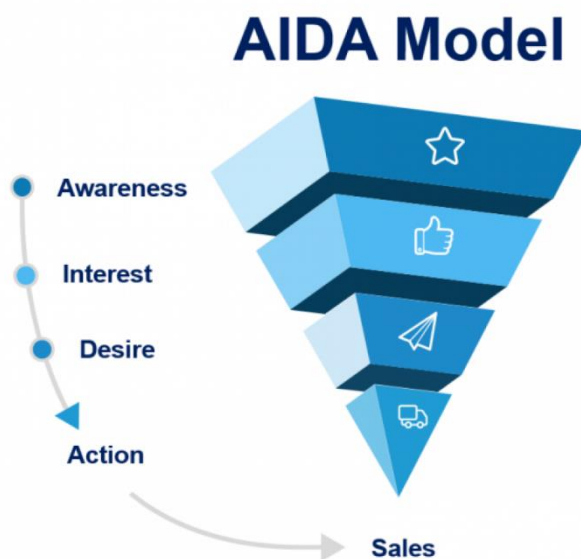 AIDA Model
Awareness
Interest
Desire
Action
Sales